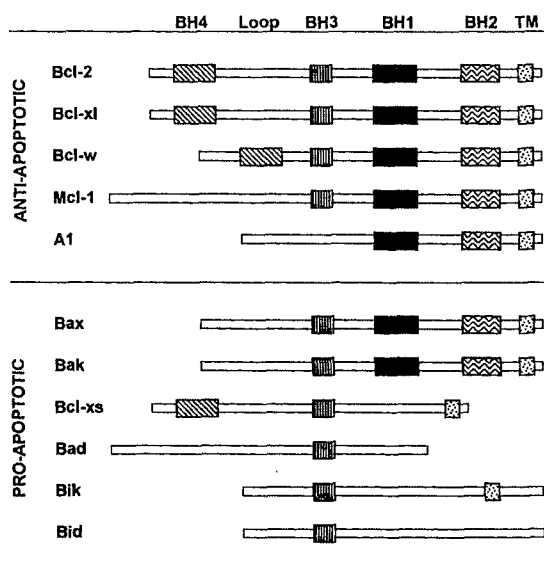 BH4 Loop BH3 BH1 BH2 TM
ANTI-APOPTOTIC
Bcl-2
Bcl-xl
Bcl-w
Mcl-1
A1
PRO-APOPTOTIC
Bax
Bak
Bcl-xs
Bad
Bik
Bid